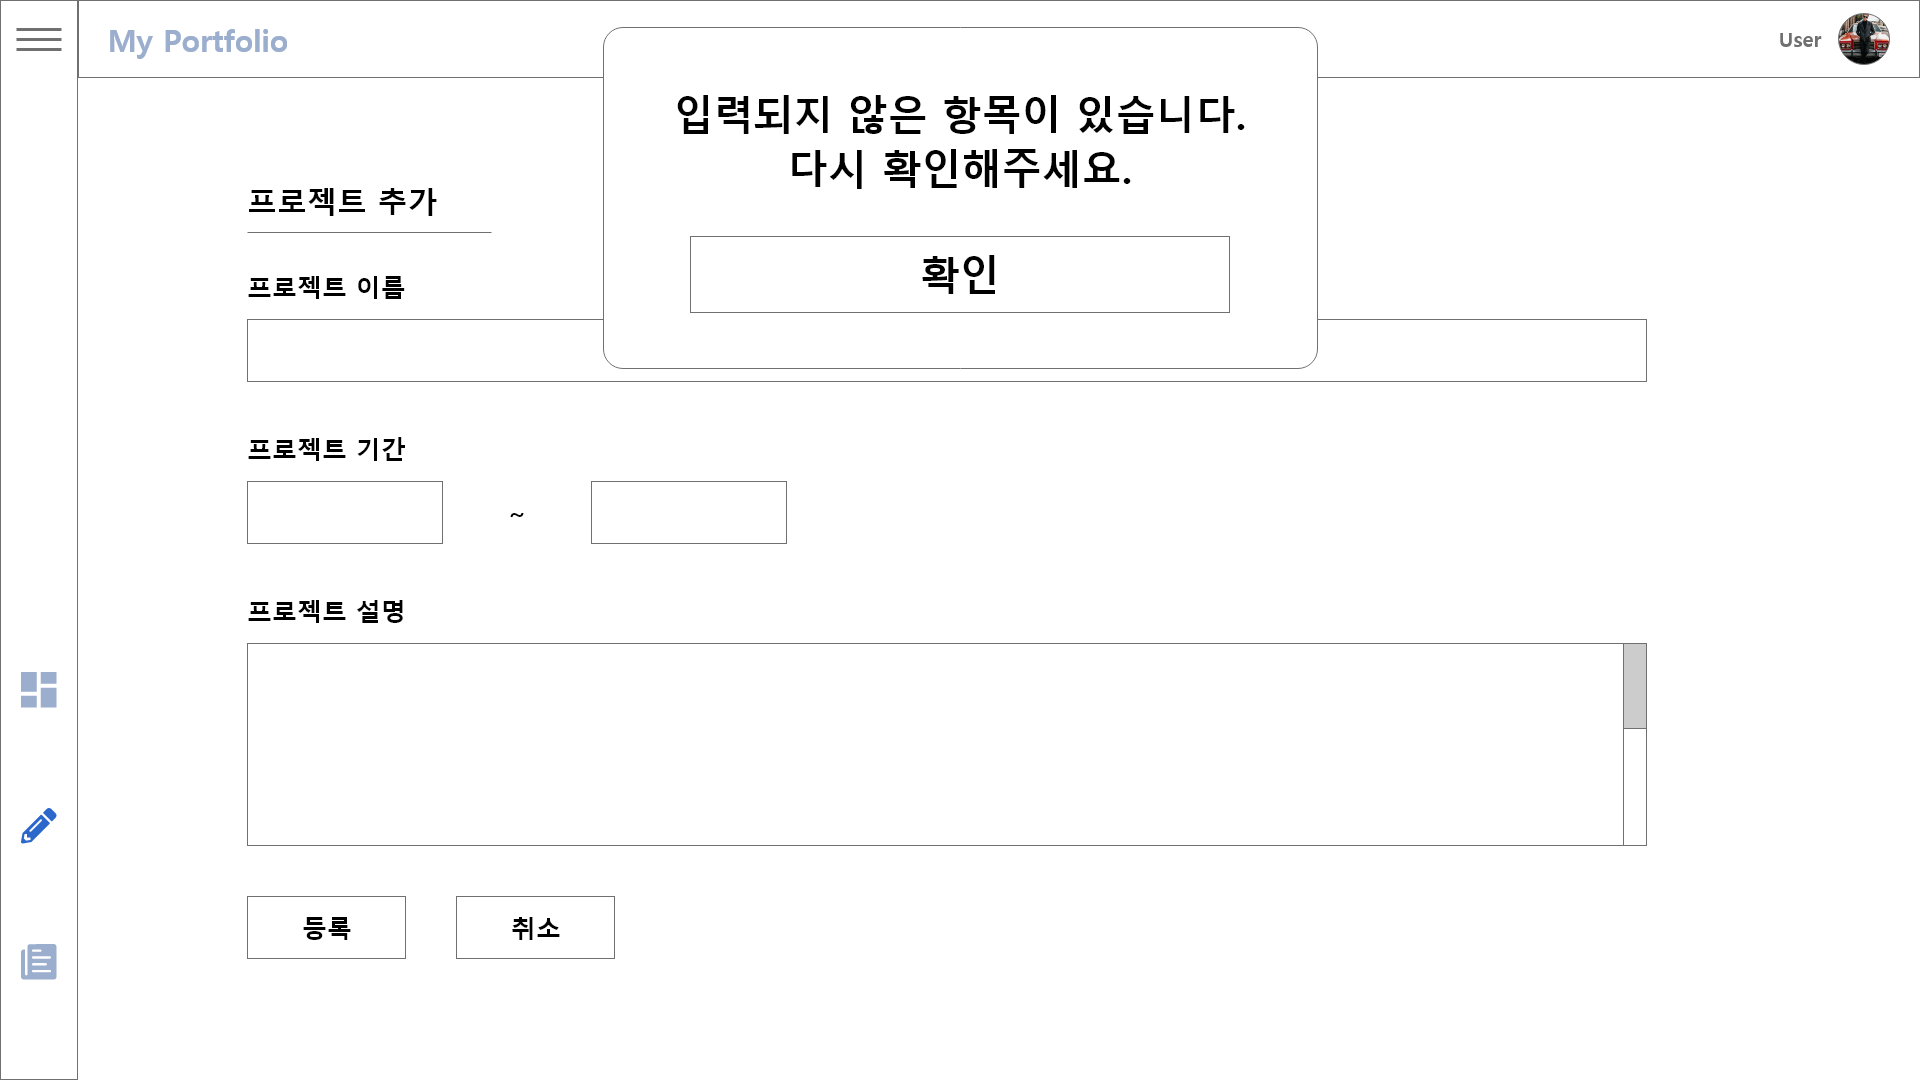 My Portfolio
User
입력되지 않은 항목이 있습니다.
다시 확인해주세요.
확인
프로젝트 추가
프로젝트 이름
프로젝트 기간
~
프로젝트 설명
등록
취소